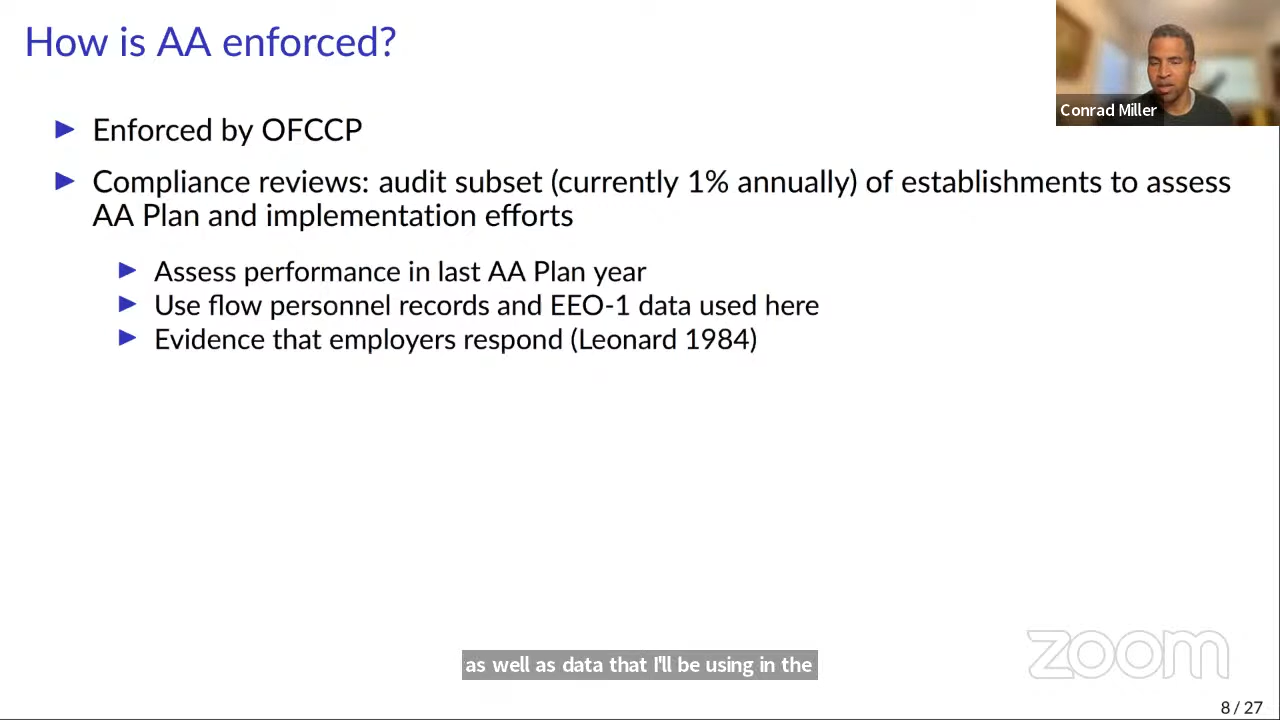 How is AA enforced?
Conrad Miller
Enforced by OFCCP
Compliance reviews: audit subset (currently 1% annually) of establishments to assess
AA Plan and implementation efforts
Assess performance in last AA Plan year
Use flow personnel records and EEO-1 data used here
Evidence that employers respond (Leonard 1984)
as well as data that I'll be using in the
zoom
8 / 27